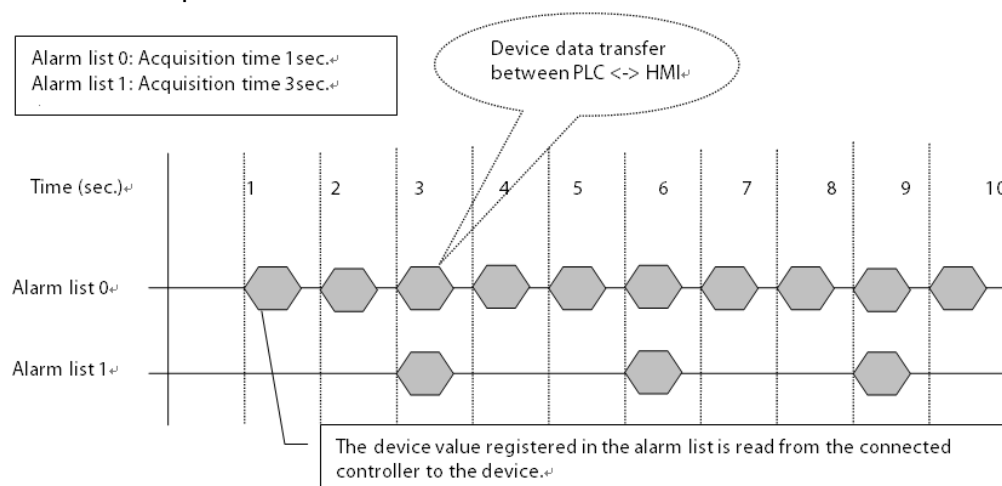 Alarm list 0: Acquisition time 1sec.↵
Alarm list 1: Acquisition time 3sec.↵
Device data transfer
between PLC <-> HMI↵
Time (sec.)↵ 1 2 3 4 5 6 7 8 9 10
Alarm list 0↵
Alarm list 1↵
The device value registered in the alarm list is read from the connected
controller to the device.↵